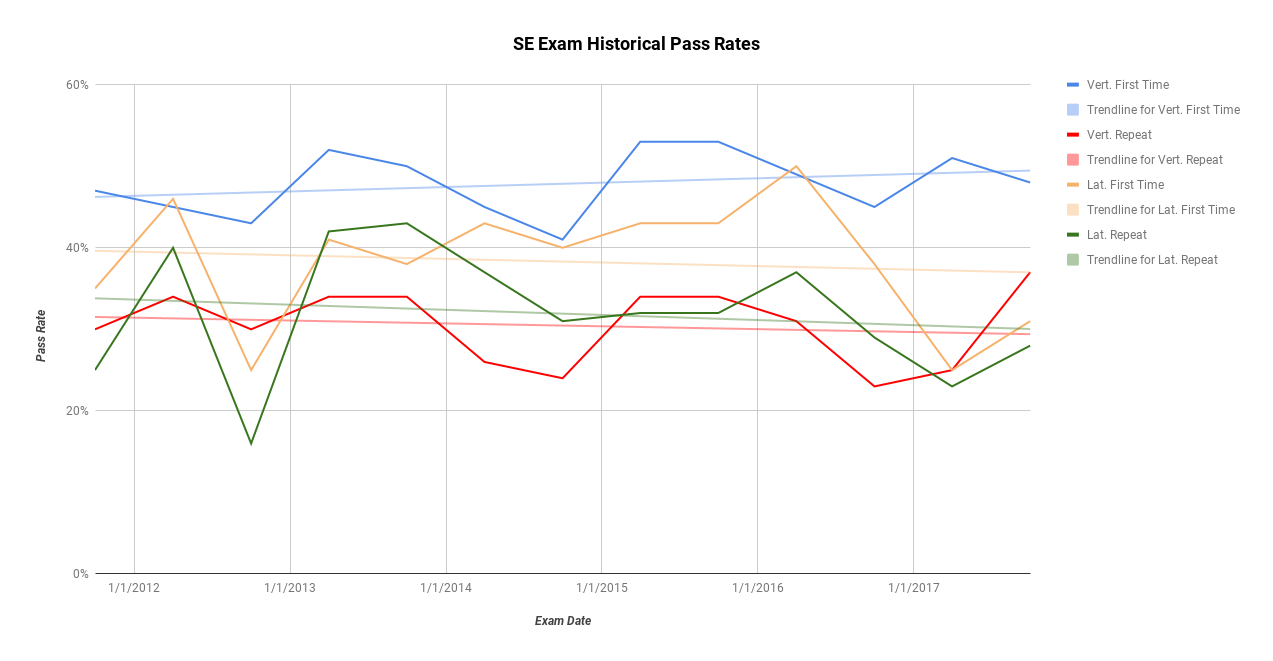 SE Exam Historical Pass Rates
60%
40%
20%
0%
Pass Rate
1/1/2012
1/1/2013
1/1/2014
1/1/2015
1/1/2016
1/1/2017
Exam Date
Vert. First Time
Trendline for Vert. First Time
Vert. Repeat
Trendline for Vert. Repeat
Lat. First Time
Trendline for Lat. First Time
Lat. Repeat
Trendline for Lat. Repeat